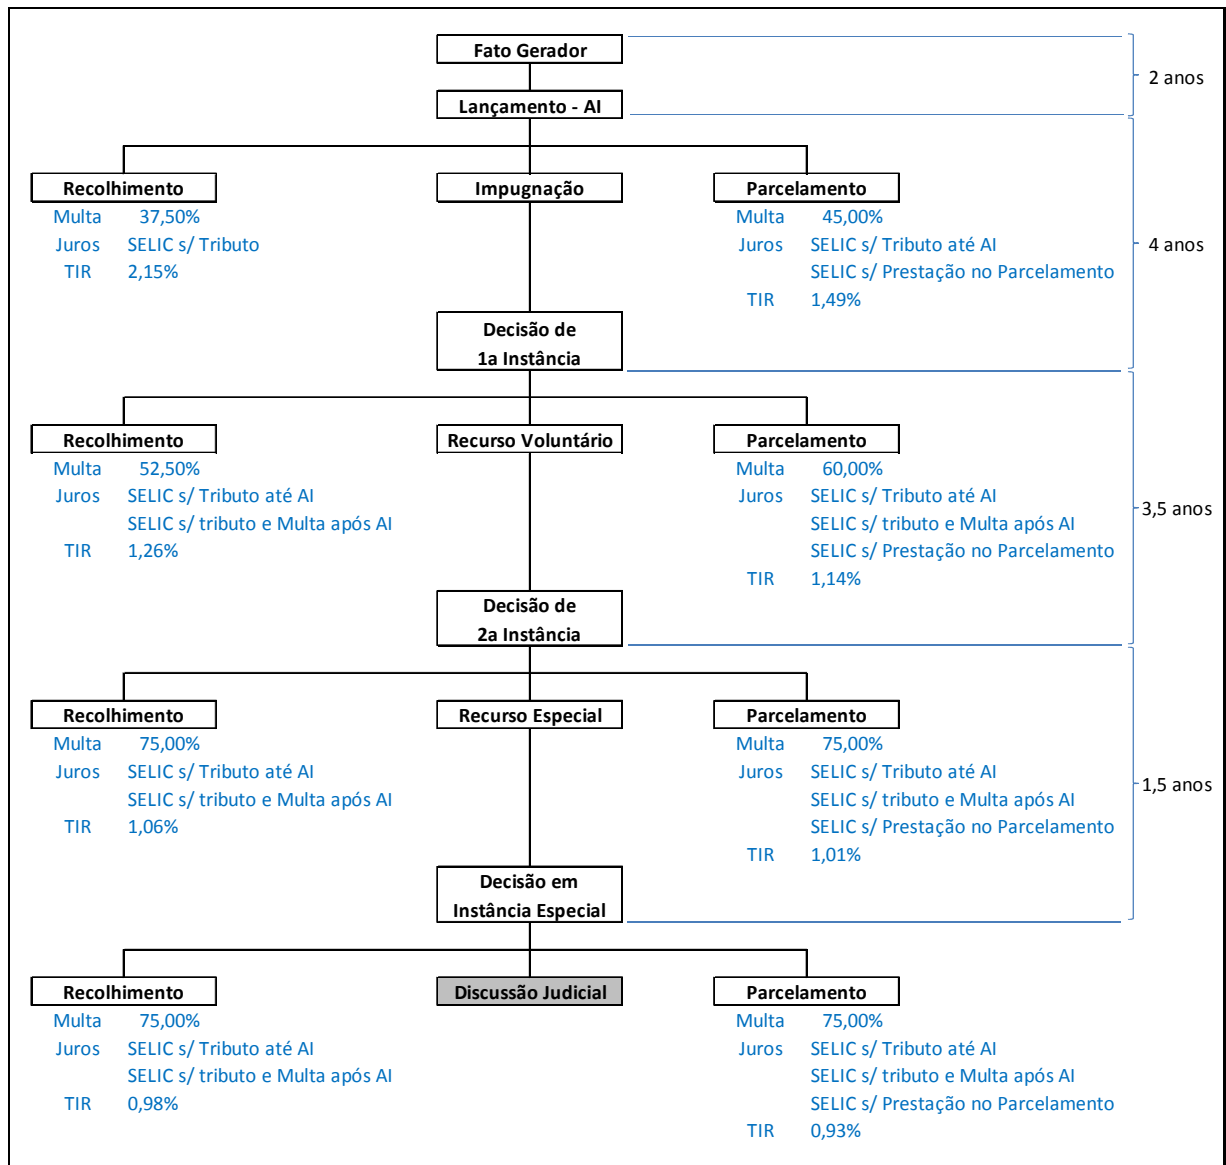 Fato Gerador
2 anos
Lançamento - AI
Recolhimento
Multa 37,50%
Juros SELIC s/ Tributo
TIR 2,15%
Impugnação
Parcelamento
Multa 45,00%
Juros SELIC s/ Tributo até AI
SELIC s/ Prestação no Parcelamento
TIR 1,49%
4 anos
Decisão de
1a Instância
Recolhimento
Multa 52,50%
Juros SELIC s/ Tributo até AI
SELIC s/ tributo e Multa após AI
TIR 1,26%
Recurso Voluntário
Parcelamento
Multa 60,00%
Juros SELIC s/ Tributo até AI
SELIC s/ tributo e Multa após AI
SELIC s/ Prestação no Parcelamento
TIR 1,14%
3,5 anos
Decisão de
2a Instância
Recolhimento
Multa 75,00%
Juros SELIC s/ Tributo até AI
SELIC s/ tributo e Multa após AI
TIR 1,06%
Recurso Especial
Parcelamento
Multa 75,00%
Juros SELIC s/ Tributo até AI
SELIC s/ tributo e Multa após AI
SELIC s/ Prestação no Parcelamento
TIR 1,01%
1,5 anos
Decisão em
Instância Especial
Recolhimento
Multa 75,00%
Juros SELIC s/ Tributo até AI
SELIC s/ tributo e Multa após AI
TIR 0,98%
Discussão Judicial
Parcelamento
Multa 75,00%
Juros SELIC s/ Tributo até AI
SELIC s/ tributo e Multa após AI
SELIC s/ Prestação no Parcelamento
TIR 0,93%